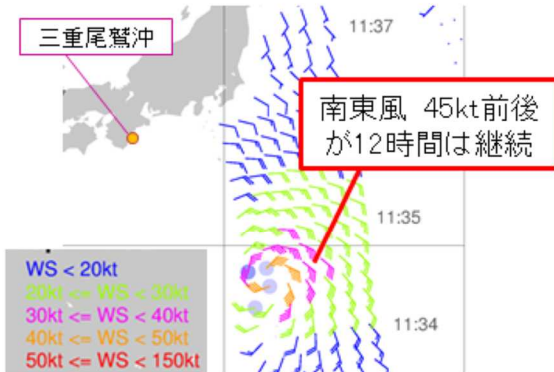 三重尾鷲沖
11:37
南東風 45kt前後
が12時間は継続
11:35
WS < 20kt
20kt <= WS < 30kt
30kt <= WS < 40kt
40kt <= WS < 50kt
50kt <= WS < 150kt
11:34